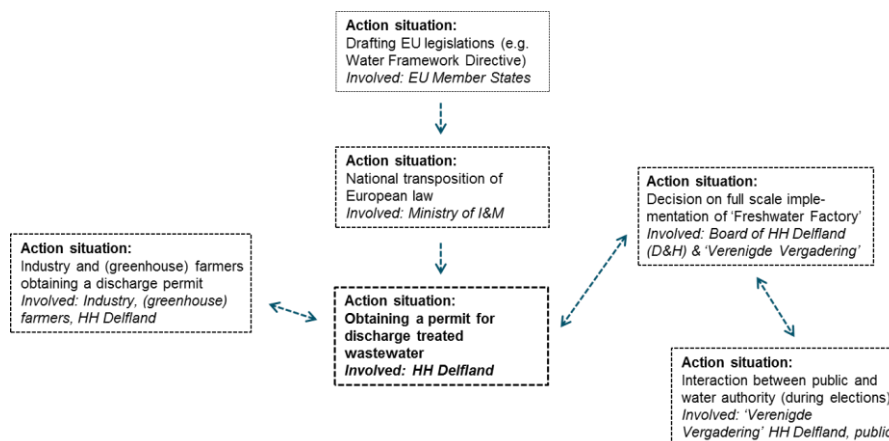 Action situation:
Drafting EU legislations (e.g.
Water Framework Directive)
Involved: EU Member States
Action situation:
National transposition of
European law
Involved: Ministry of I&M
Action situation:
Decision on full scale imple-
mentation of ‘Freshwater Factory’
Involved: Board of HH Delfland
(D&H) & ‘Verenigde Vergadering’
Action situation:
Industry and (greenhouse) farmers
obtaining a discharge permit
Involved: Industry, (greenhouse)
farmers, HH Delfland
Action situation:
Obtaining a permit for
discharge treated
wastewater
Involved: HH Delfland
Action situation:
Interaction between public and
water authority (during elections)
Involved: ‘Verenigde
Vergadering’ HH Delfland, public